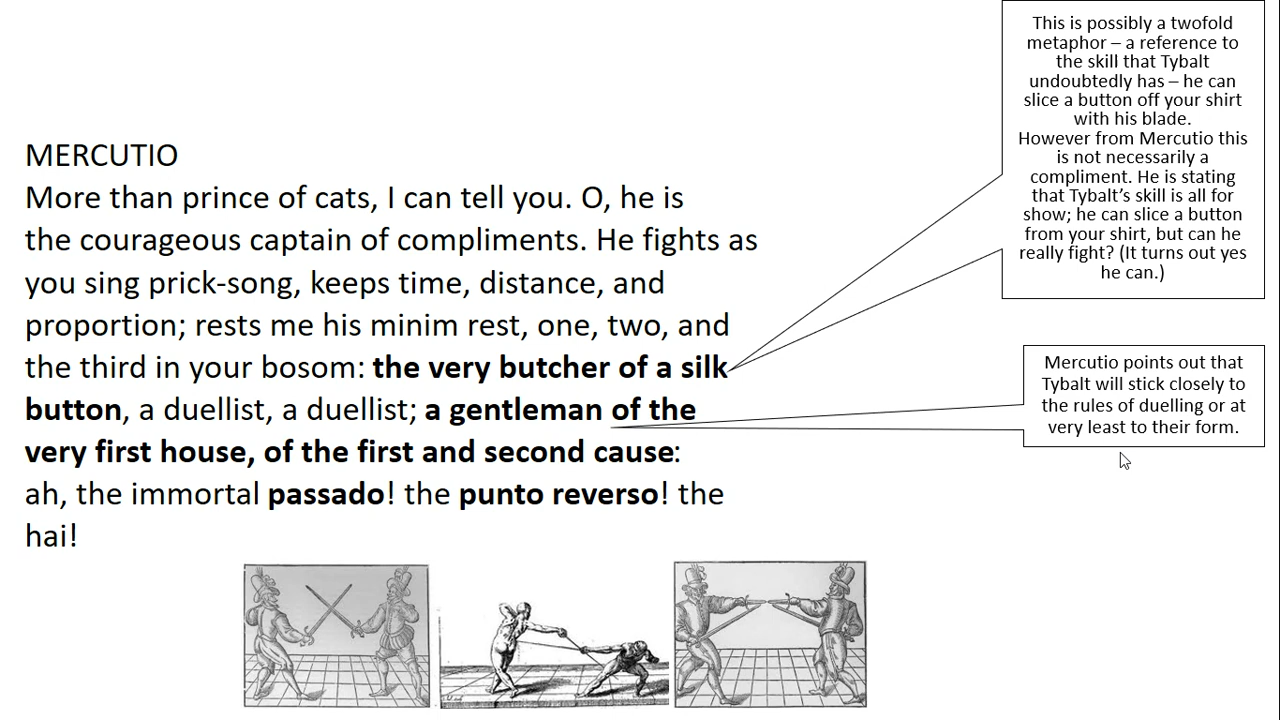 MERCUTIO
More than prince of cats, I can tell you. O, he is
the courageous captain of compliments. He fights as
you sing prick-song, keeps time, distance, and
proportion; rests me his minim rest, one, two, and
the third in your bosom: the very butcher of a silk
button, a duellist, a duellist; a gentleman of the
very first house, of the first and second cause:
ah, the immortal passado! the punto reverso! the
hai!
This is possibly a twofold
metaphor – a reference to
the skill that Tybalt
undoubtedly has – he can
slice a button off your shirt
with his blade.
However from Mercutio this
is not necessarily a
compliment. He is stating
that Tybalt’s skill is all for
show; he can slice a button
from your shirt, but can he
really fight? (It turns out yes
he can.)
Mercutio points out that
Tybalt will stick closely to
the rules of duelling or at
very least to their form.